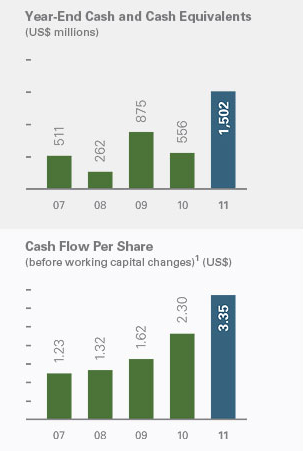 Year-End Cash and Cash Equivalents
(US$ millions)
511
262
875
556
1,502
07 08 09 10 11
Cash Flow Per Share
(before working capital changes)1 (US$)
1.23
1.32
1.62
2.30
3.35
07 08 09 10 11